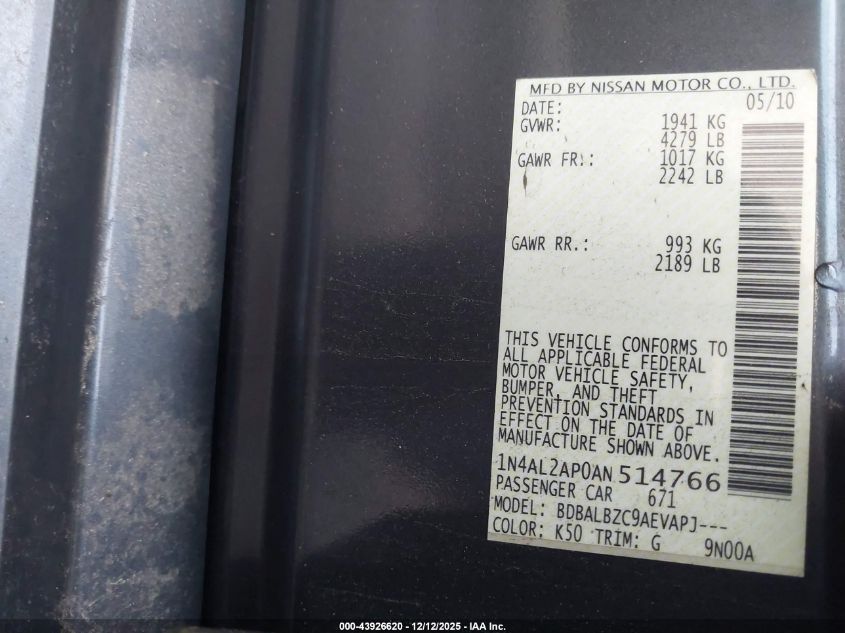 MFD BY NISSAN MOTOR CO., LTD.
DATE: 05/10
GVWR: 1941 KG
4279 LB
GAWR FR.: 1017 KG
2242 LB
GAWR RR.: 993 KG
2189 LB
THIS VEHICLE CONFORMS TO
ALL APPLICABLE FEDERAL
MOTOR VEHICLE SAFETY,
BUMPER, AND THEFT
PREVENTION STANDARDS IN
EFFECT ON THE DATE OF
MANUFACTURE SHOWN ABOVE.
1N4AL2AP0AN514766
PASSENGER CAR 671
MODEL: BDBALBZC9AEVAPJ---
COLOR: K50 TRIM: G 9N00A
000-43926620 - 12/12/2025 - IAA Inc.